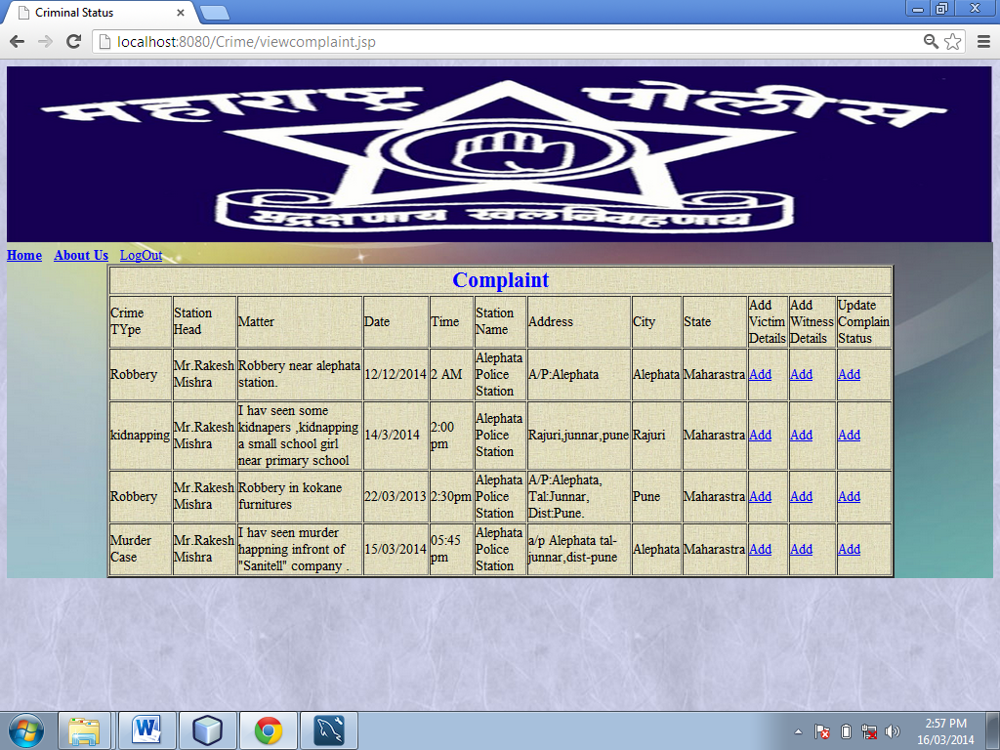 Criminal Status
localhost:8080/Crime/viewcomplaint.jsp
महाराष्ट्र पोलीस
सद्रक्षणाय खलनिग्रहणाय
Home About Us LogOut
Complaint
Crime TYpe Station Head Matter Date Time Station Name Address City State Add Victim Details Add Witness Details Update Complain Status
Robbery Mr.Rakesh Mishra Robbery near alephata station. 12/12/2014 2 AM Alephata Police Station A/P:Alephata Alephata Maharastra Add Add Add
kidnapping Mr.Rakesh Mishra I hav seen some kidnapers ,kidnapping a small school girl near primary school 14/3/2014 2:00 pm Alephata Police Station Rajuri,junnar,pune Rajuri Maharastra Add Add Add
Robbery Mr.Rakesh Mishra Robbery in kokane furnitures 22/03/2013 2:30pm Alephata Police Station A/P:Alephata, Tal:Junnar, Dist:Pune. Pune Maharastra Add Add Add
Murder Case Mr.Rakesh Mishra I hav seen murder happning infront of "Sanitell" company . 15/03/2014 05:45 pm Alephata Police Station a/p Alephata tal-junnar,dist-pune Alephata Maharastra Add Add Add
2:57 PM
16/03/2014